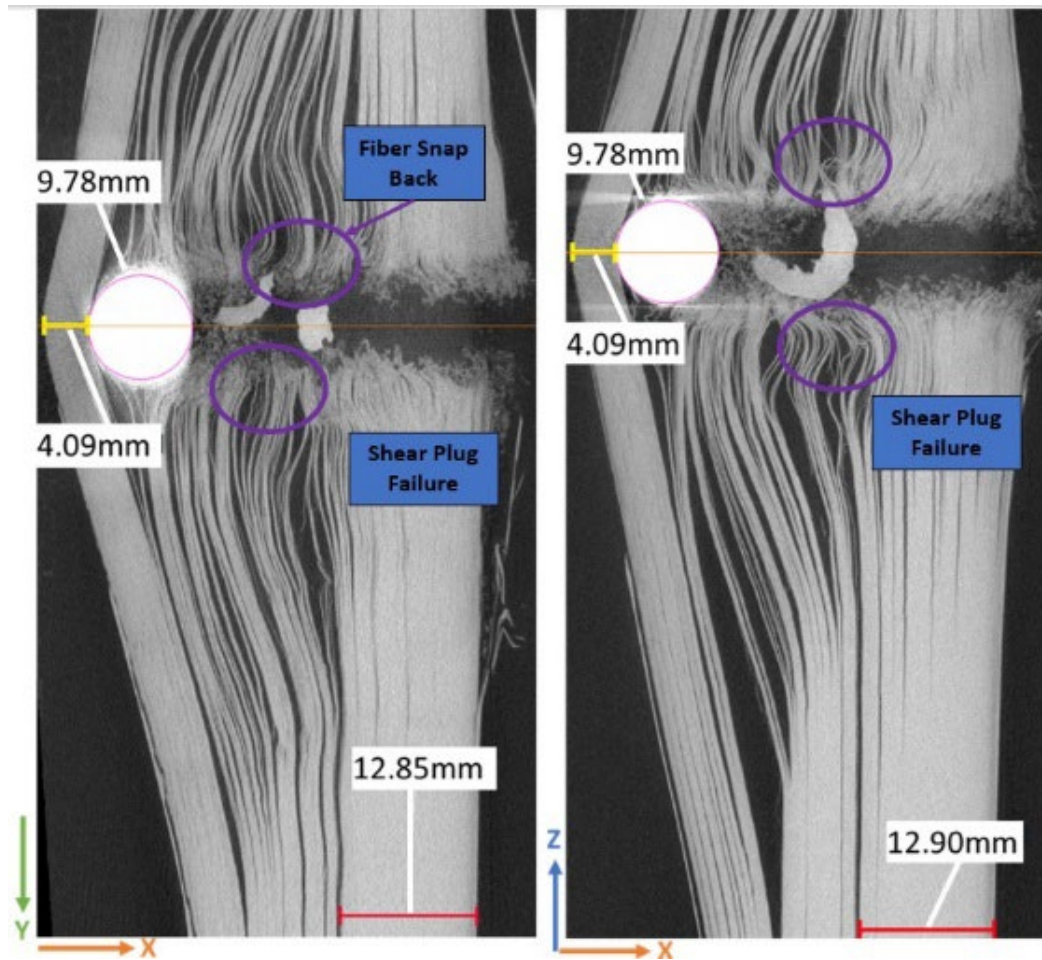 Fiber Snap
Back
9.78mm
4.09mm
Shear Plug
Failure
12.85mm
Y
X
9.78mm
4.09mm
Shear Plug
Failure
12.90mm
Z
X